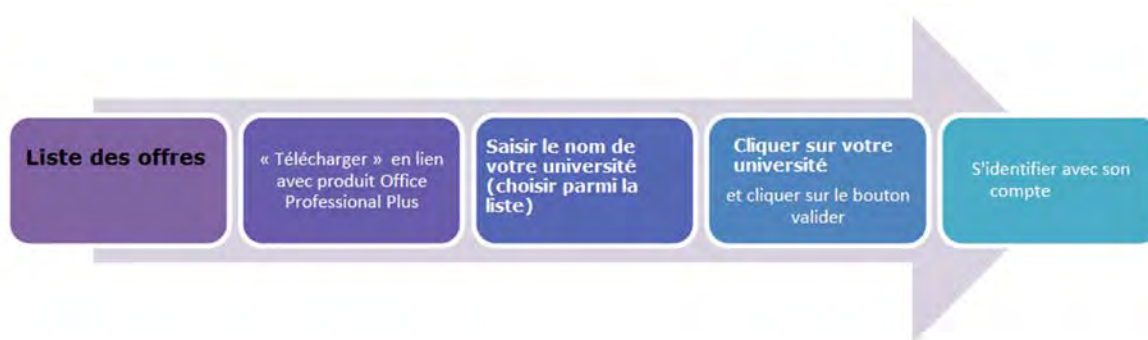 Liste des offres
« Télécharger » en lien
avec produit Office
Professional Plus
Saisir le nom de
votre université
(choisir parmi la
liste)
Cliquer sur votre
université
et cliquer sur le bouton
valider
S'identifier avec son
compte